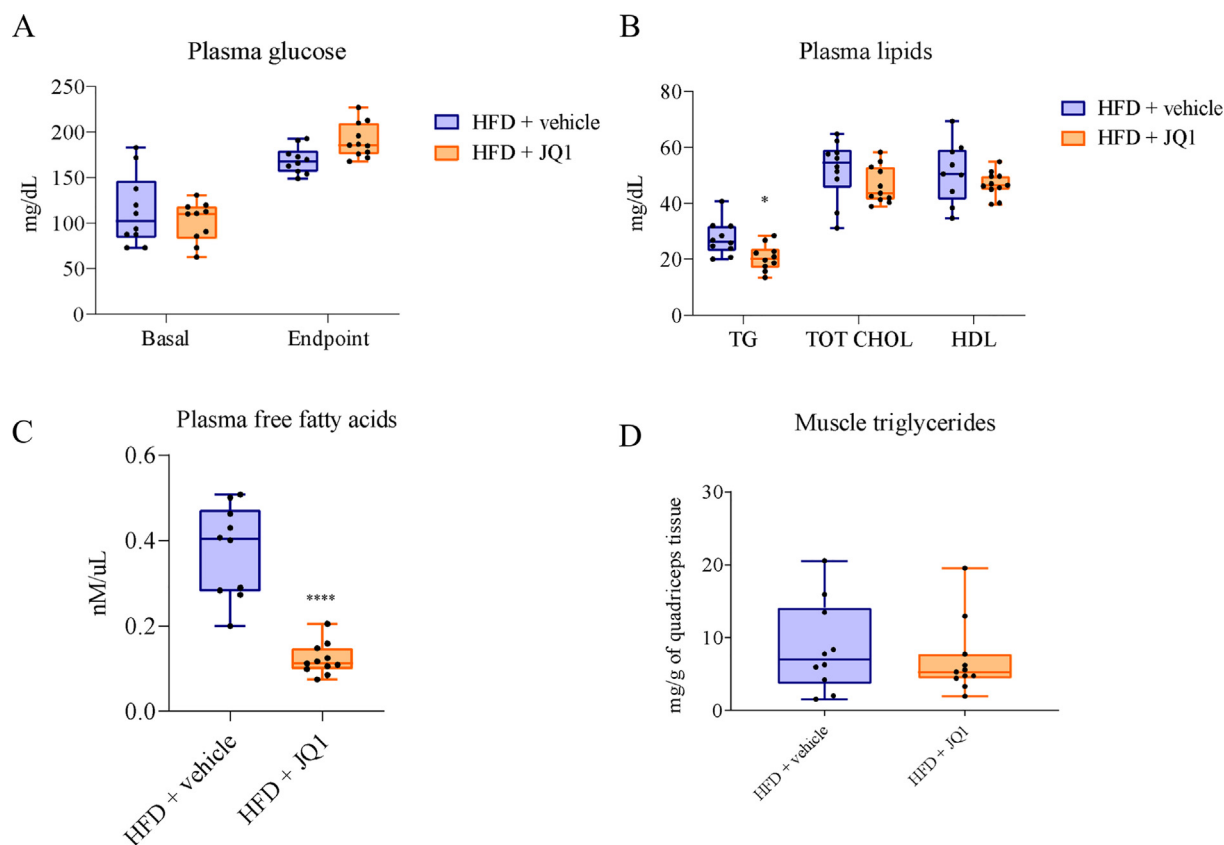 A
Plasma glucose
mg/dL
250
200
150
100
50
0
Basal
Endpoint
HFD + vehicle
HFD + JQ1
B
Plasma lipids
mg/dL
80
60
40
20
0
*
TG
TOT CHOL
HDL
HFD + vehicle
HFD + JQ1
C
Plasma free fatty acids
nM/uL
0.6
0.4
0.2
0.0
****
HFD + vehicle
HFD + JQ1
D
Muscle triglycerides
mg/g of quadriceps tissue
30
20
10
0
HFD + vehicle
HFD + JQ1